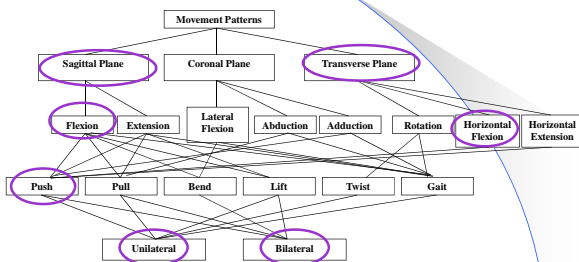 Movement Patterns
Sagittal Plane
Coronal Plane
Transverse Plane
Flexion
Extension
Lateral
Flexion
Abduction
Adduction
Rotation
Horizontal
Flexion
Horizontal
Extension
Push
Pull
Bend
Lift
Twist
Gait
Unilateral
Bilateral